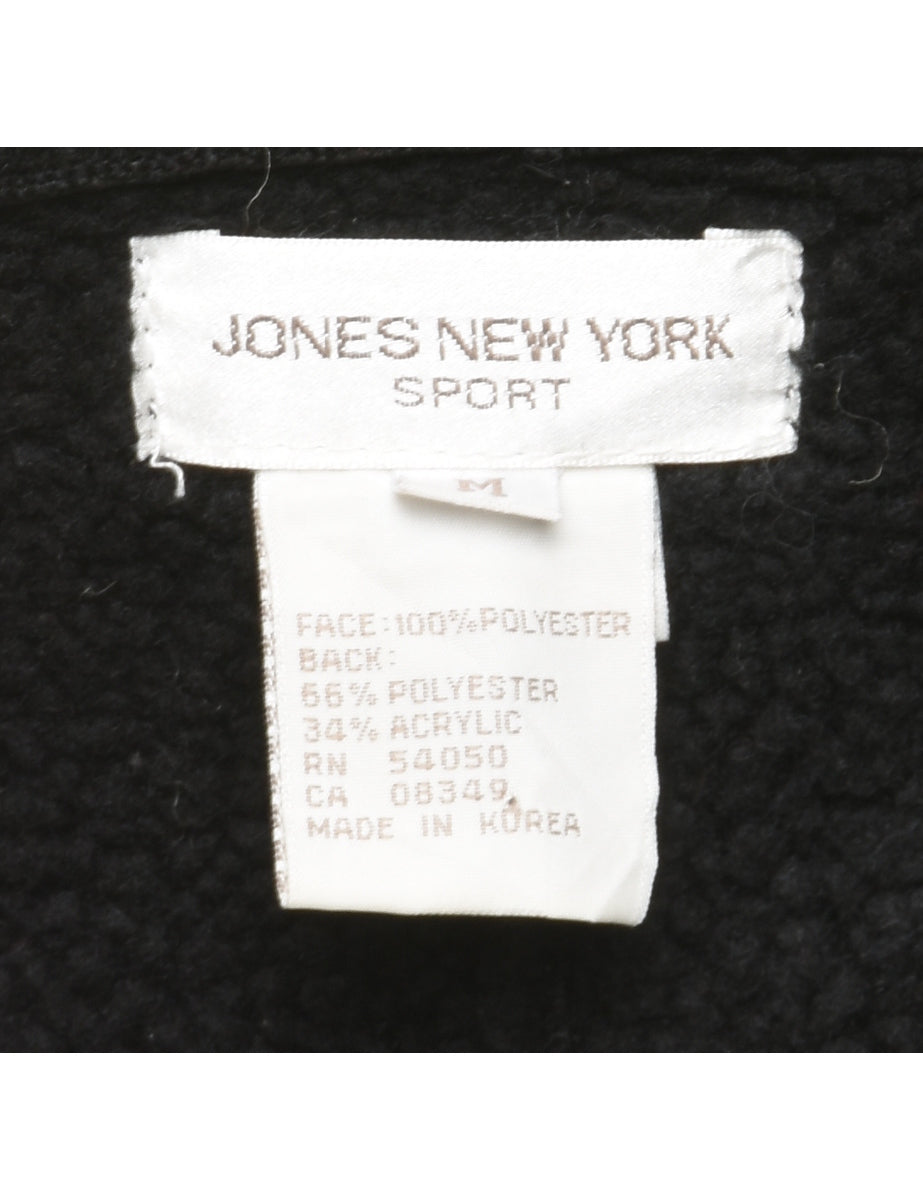 JONES NEW YORK
SPORT
M
FACE:100%POLYESTER
BACK:
66% POLYESTER
34% ACRYLIC
RN 54050
CA 08349
MADE IN KOREA